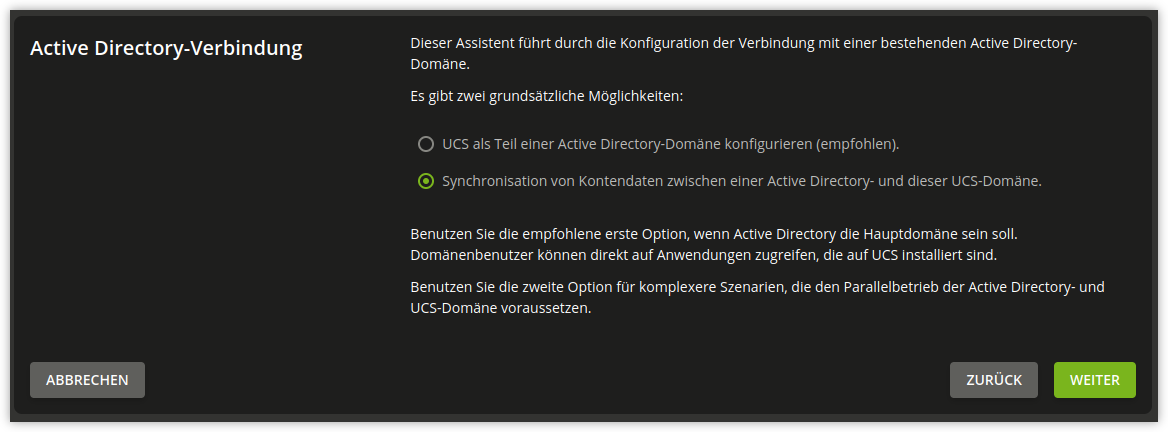 Active Directory-Verbindung
Dieser Assistent führt durch die Konfiguration der Verbindung mit einer bestehenden Active Directory-
Domäne.
Es gibt zwei grundsätzliche Möglichkeiten:
UCS als Teil einer Active Directory-Domäne konfigurieren (empfohlen).
Synchronisation von Kontendaten zwischen einer Active Directory- und dieser UCS-Domäne.
Benutzen Sie die empfohlene erste Option, wenn Active Directory die Hauptdomäne sein soll.
Domänenbenutzer können direkt auf Anwendungen zugreifen, die auf UCS installiert sind.
Benutzen Sie die zweite Option für komplexere Szenarien, die den Parallelbetrieb der Active Directory- und
UCS-Domäne voraussetzen.
ABBRECHEN
ZURÜCK
WEITER